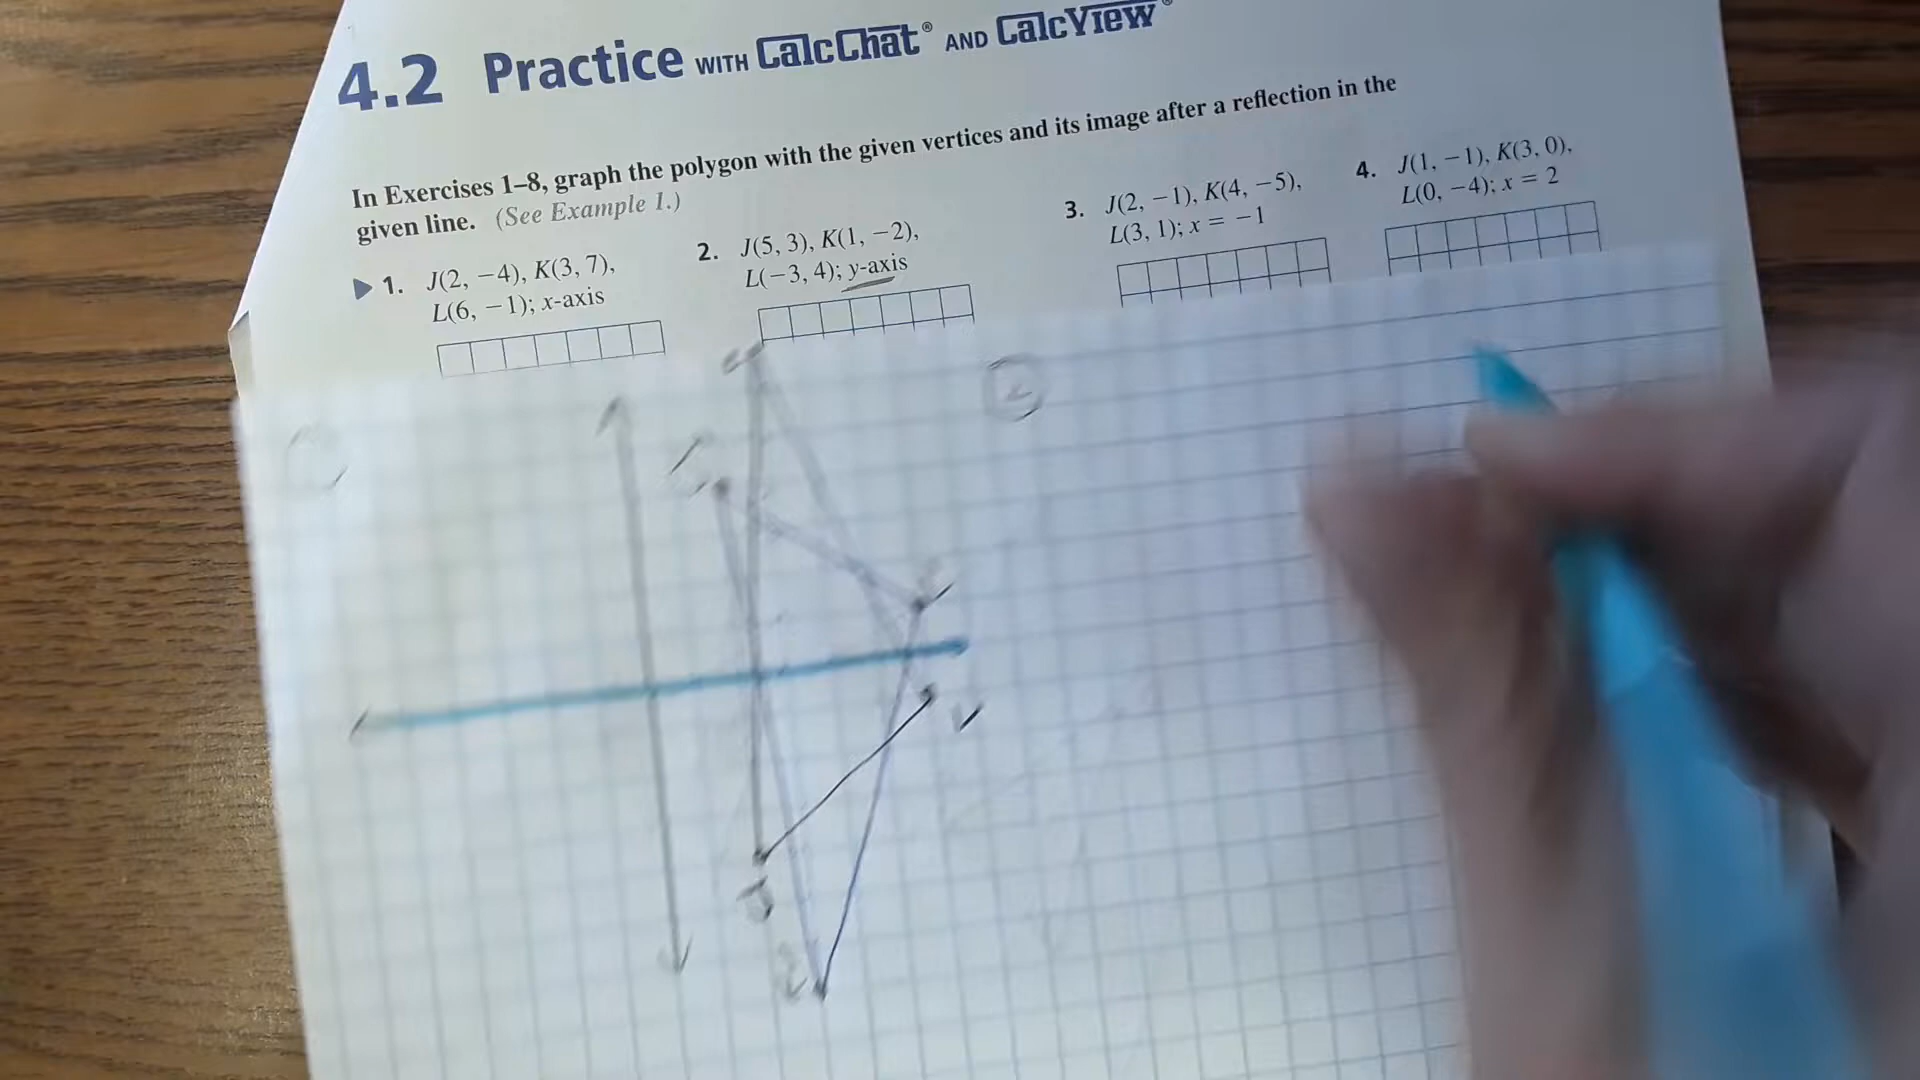 4.2 Practice WITH CalcChat® AND CalcView®
In Exercises 1–8, graph the polygon with the given vertices and its image after a reflection in the
given line. (See Example 1.)
1. J(2, −4), K(3, 7),
L(6, −1); x-axis
2. J(5, 3), K(1, −2),
L(−3, 4); y-axis
3. J(2, −1), K(4, −5),
L(3, 1); x = −1
4. J(1, −1), K(3, 0),
L(0, −4); x = 2
2
J